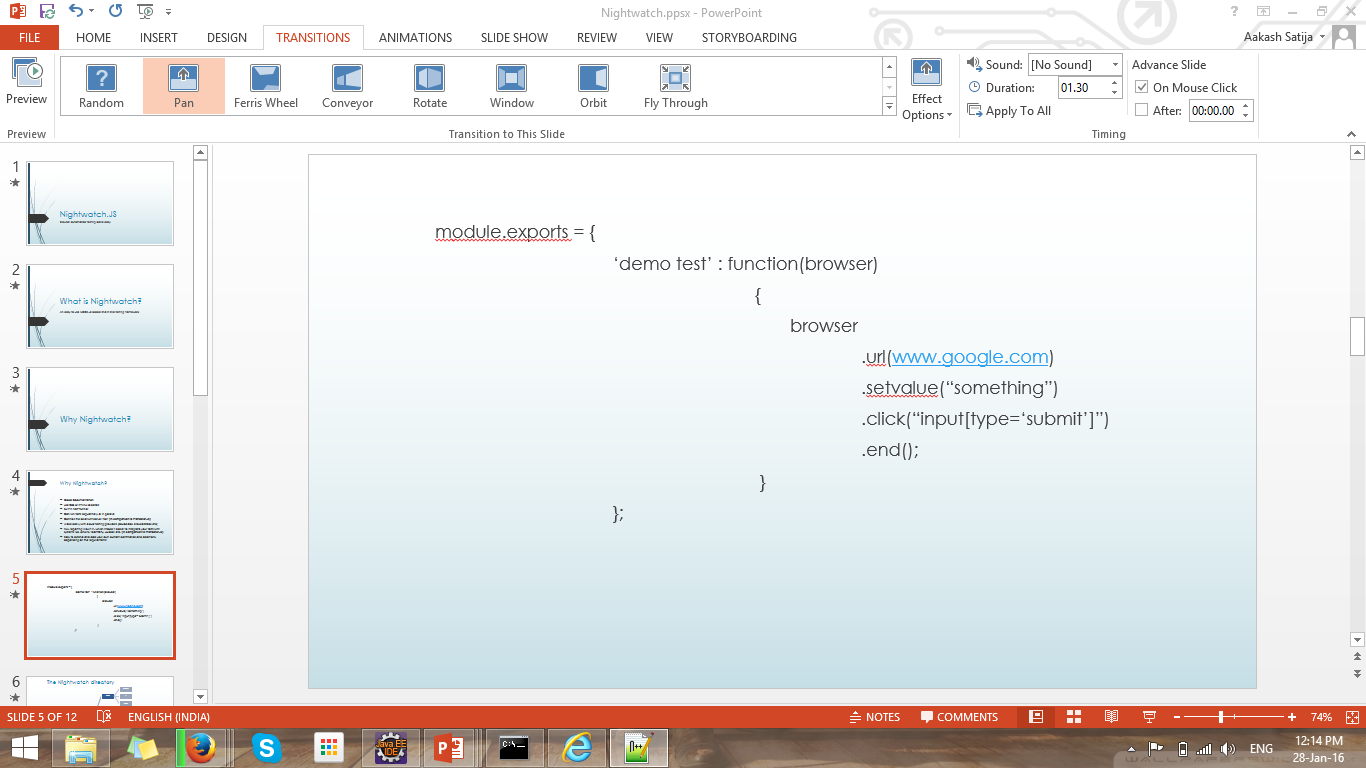 Nightwatch.ppsx - PowerPoint
FILE
HOME
INSERT
DESIGN
TRANSITIONS
ANIMATIONS
SLIDE SHOW
REVIEW
VIEW
STORYBOARDING
Aakash Satija
Preview
Random
Pan
Ferris Wheel
Conveyor
Rotate
Window
Orbit
Fly Through
Effect
Options
Sound: [No Sound]
Duration: 01.30
Apply To All
Advance Slide
On Mouse Click
After: 00:00.00
Preview
Transition to This Slide
Timing
1
Nightwatch.JS
2
What is Nightwatch?
3
Why Nightwatch?
4
Why Nightwatch?
5
6
The Nightwatch directory
module.exports = {
‘demo test’ : function(browser)
{
browser
.url(www.google.com)
.setvalue(“something”)
.click(“input[type=‘submit’]”)
.end();
}
};
SLIDE 5 OF 12
ENGLISH (INDIA)
NOTES
COMMENTS
74%
Java EE
IDE
C:\
ENG
12:14 PM
28-Jan-16